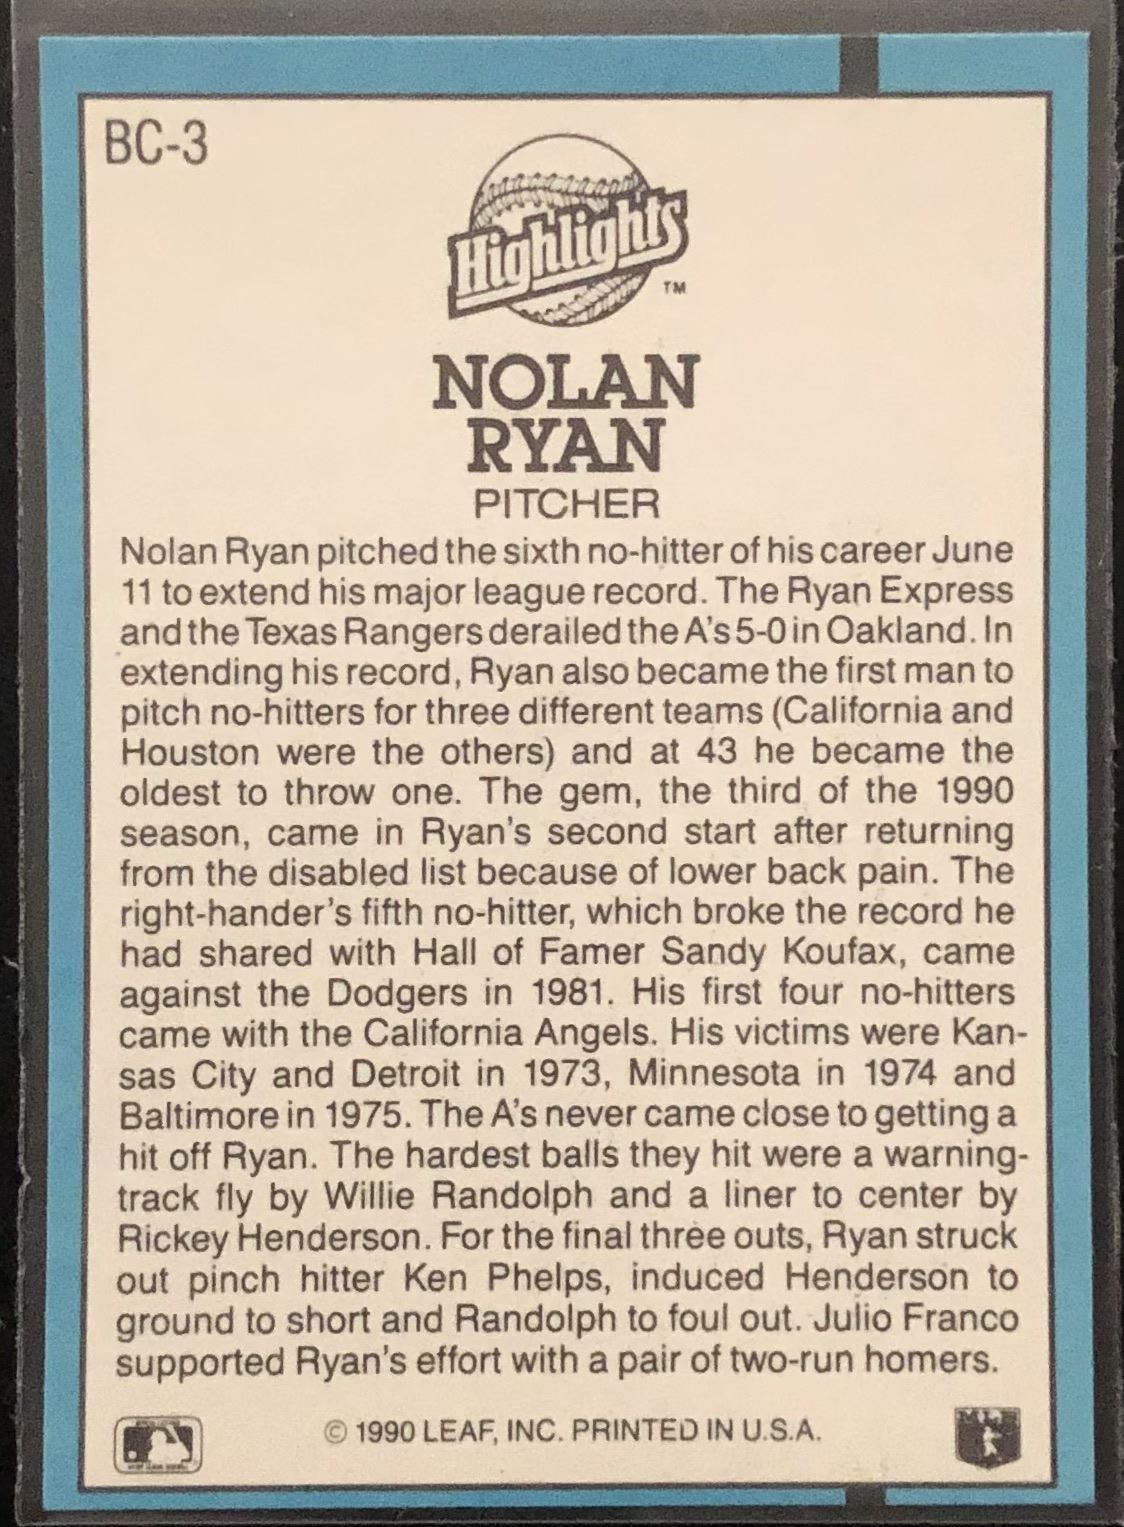 BC-3
Highlights
TM
NOLAN
RYAN
PITCHER
Nolan Ryan pitched the sixth no-hitter of his career June
11 to extend his major league record. The Ryan Express
and the Texas Rangers derailed the A's 5-0 in Oakland. In
extending his record, Ryan also became the first man to
pitch no-hitters for three different teams (California and
Houston were the others) and at 43 he became the
oldest to throw one. The gem, the third of the 1990
season, came in Ryan's second start after returning
from the disabled list because of lower back pain. The
right-hander's fifth no-hitter, which broke the record he
had shared with Hall of Famer Sandy Koufax, came
against the Dodgers in 1981. His first four no-hitters
came with the California Angels. His victims were Kan-
sas City and Detroit in 1973, Minnesota in 1974 and
Baltimore in 1975. The A's never came close to getting a
hit off Ryan. The hardest balls they hit were a warning-
track fly by Willie Randolph and a liner to center by
Rickey Henderson. For the final three outs, Ryan struck
out pinch hitter Ken Phelps, induced Henderson to
ground to short and Randolph to foul out. Julio Franco
supported Ryan's effort with a pair of two-run homers.
© 1990 LEAF, INC. PRINTED IN U.S.A.